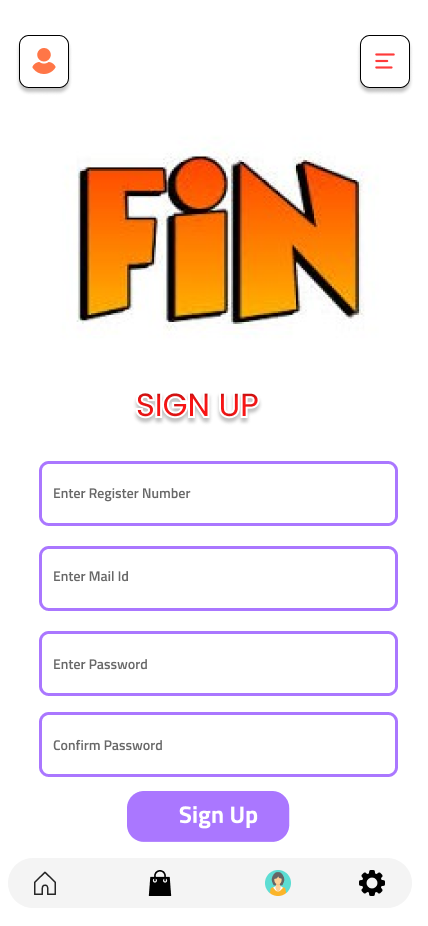 FiN
SIGN UP
Enter Register Number
Enter Mail Id
Enter Password
Confirm Password
Sign Up